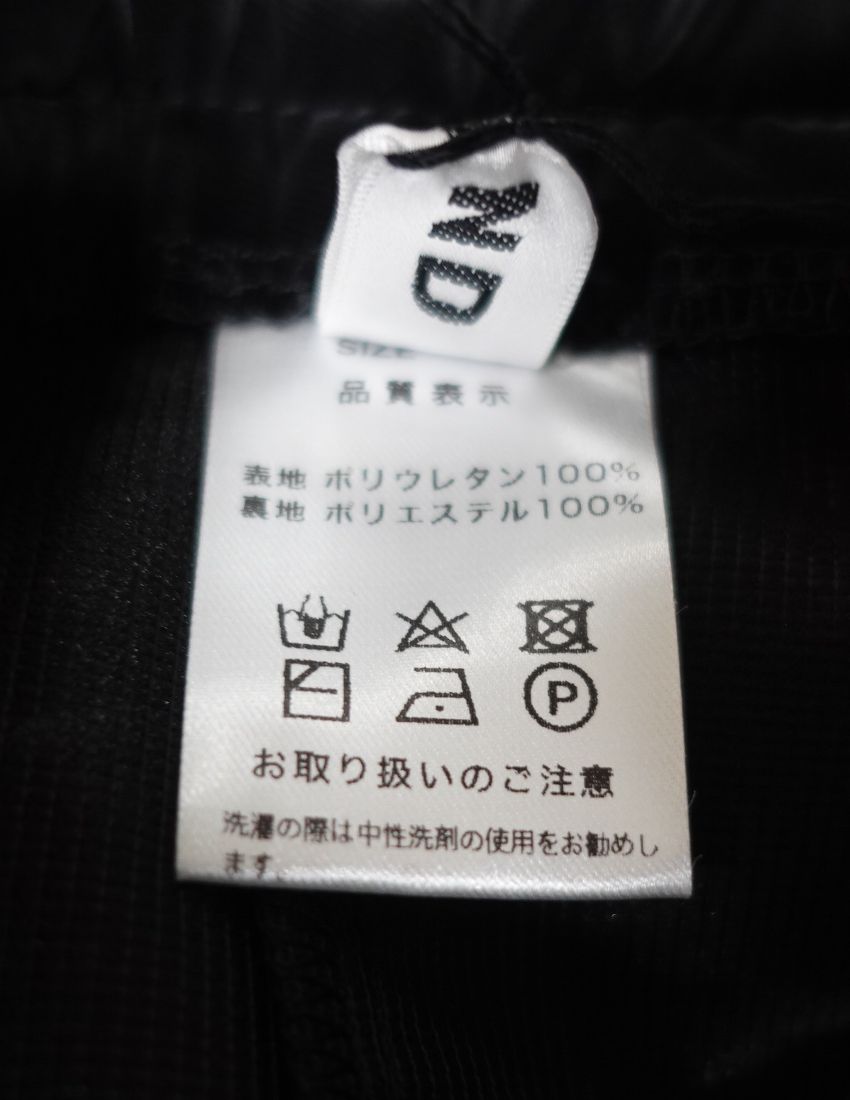 ND
SIZE
品質表示
表地 ポリウレタン100%
裏地 ポリエステル100%
P
お取り扱いのご注意
洗濯の際は中性洗剤の使用をお勧めし
ます。